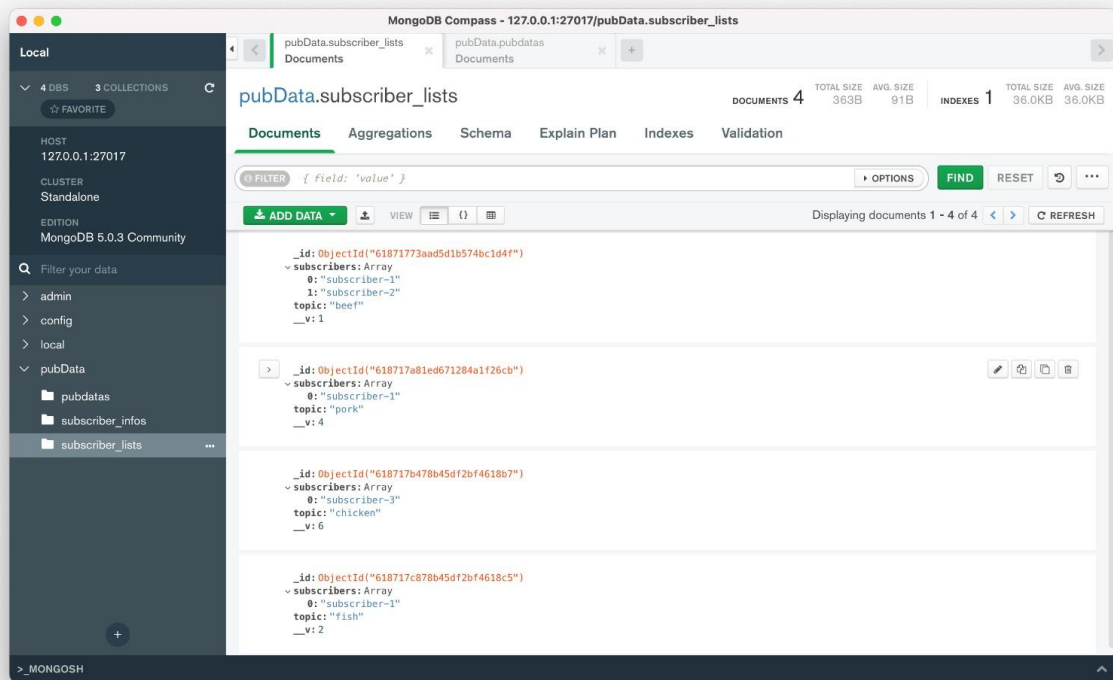 MongoDB Compass - 127.0.0.1:27017/pubData.subscriber_lists
Local
4 DBS 3 COLLECTIONS
☆ FAVORITE
HOST
127.0.0.1:27017
CLUSTER
Standalone
EDITION
MongoDB 5.0.3 Community
Filter your data
admin
config
local
pubData
pubdatas
subscriber_infos
subscriber_lists ...
pubData.subscriber_lists
Documents
pubData.pubdatas
Documents
pubData.subscriber_lists
DOCUMENTS 4 TOTAL SIZE 363B AVG. SIZE 91B INDEXES 1 TOTAL SIZE 36.0KB AVG. SIZE 36.0KB
Documents Aggregations Schema Explain Plan Indexes Validation
FILTER { field: 'value' } OPTIONS FIND RESET ...
ADD DATA VIEW {} Displaying documents 1 - 4 of 4 < > REFRESH
_id: ObjectId("61871773aad5d1b574bc1d4f")
subscribers: Array
0: "subscriber-1"
1: "subscriber-2"
topic: "beef"
__v: 1
_id: ObjectId("618717a81ed671284a1f26cb")
subscribers: Array
0: "subscriber-1"
topic: "pork"
__v: 4
_id: ObjectId("618717b478b45df2bf4618b7")
subscribers: Array
0: "subscriber-3"
topic: "chicken"
__v: 6
_id: ObjectId("618717c878b45df2bf4618c5")
subscribers: Array
0: "subscriber-1"
topic: "fish"
__v: 2
>_MONGOSH